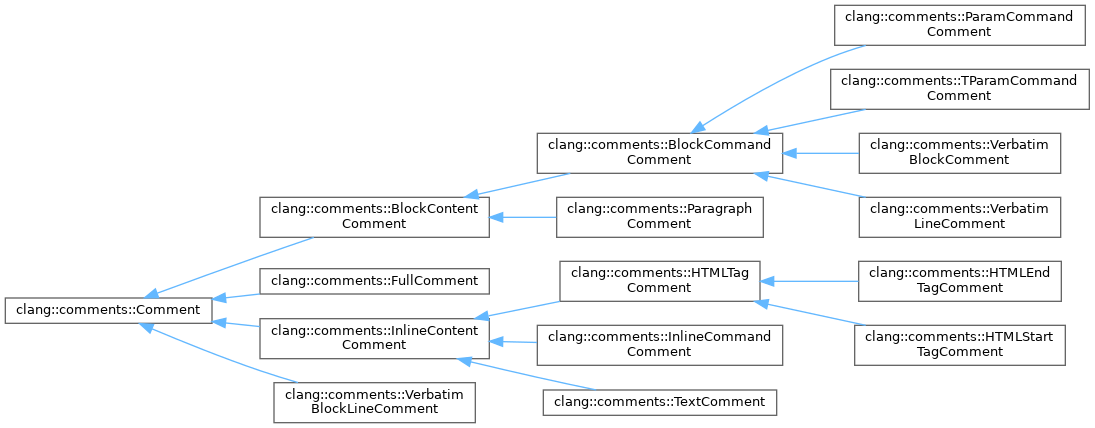 clang::comments::ParamCommand
Comment
clang::comments::TParamCommand
Comment
clang::comments::BlockCommand
Comment
clang::comments::Verbatim
BlockComment
clang::comments::BlockContent
Comment
clang::comments::Paragraph
Comment
clang::comments::Verbatim
LineComment
clang::comments::FullComment
clang::comments::HTMLTag
Comment
clang::comments::HTMLEnd
TagComment
clang::comments::Comment
clang::comments::InlineContent
Comment
clang::comments::InlineCommand
Comment
clang::comments::HTMLStart
TagComment
clang::comments::Verbatim
BlockLineComment
clang::comments::TextComment